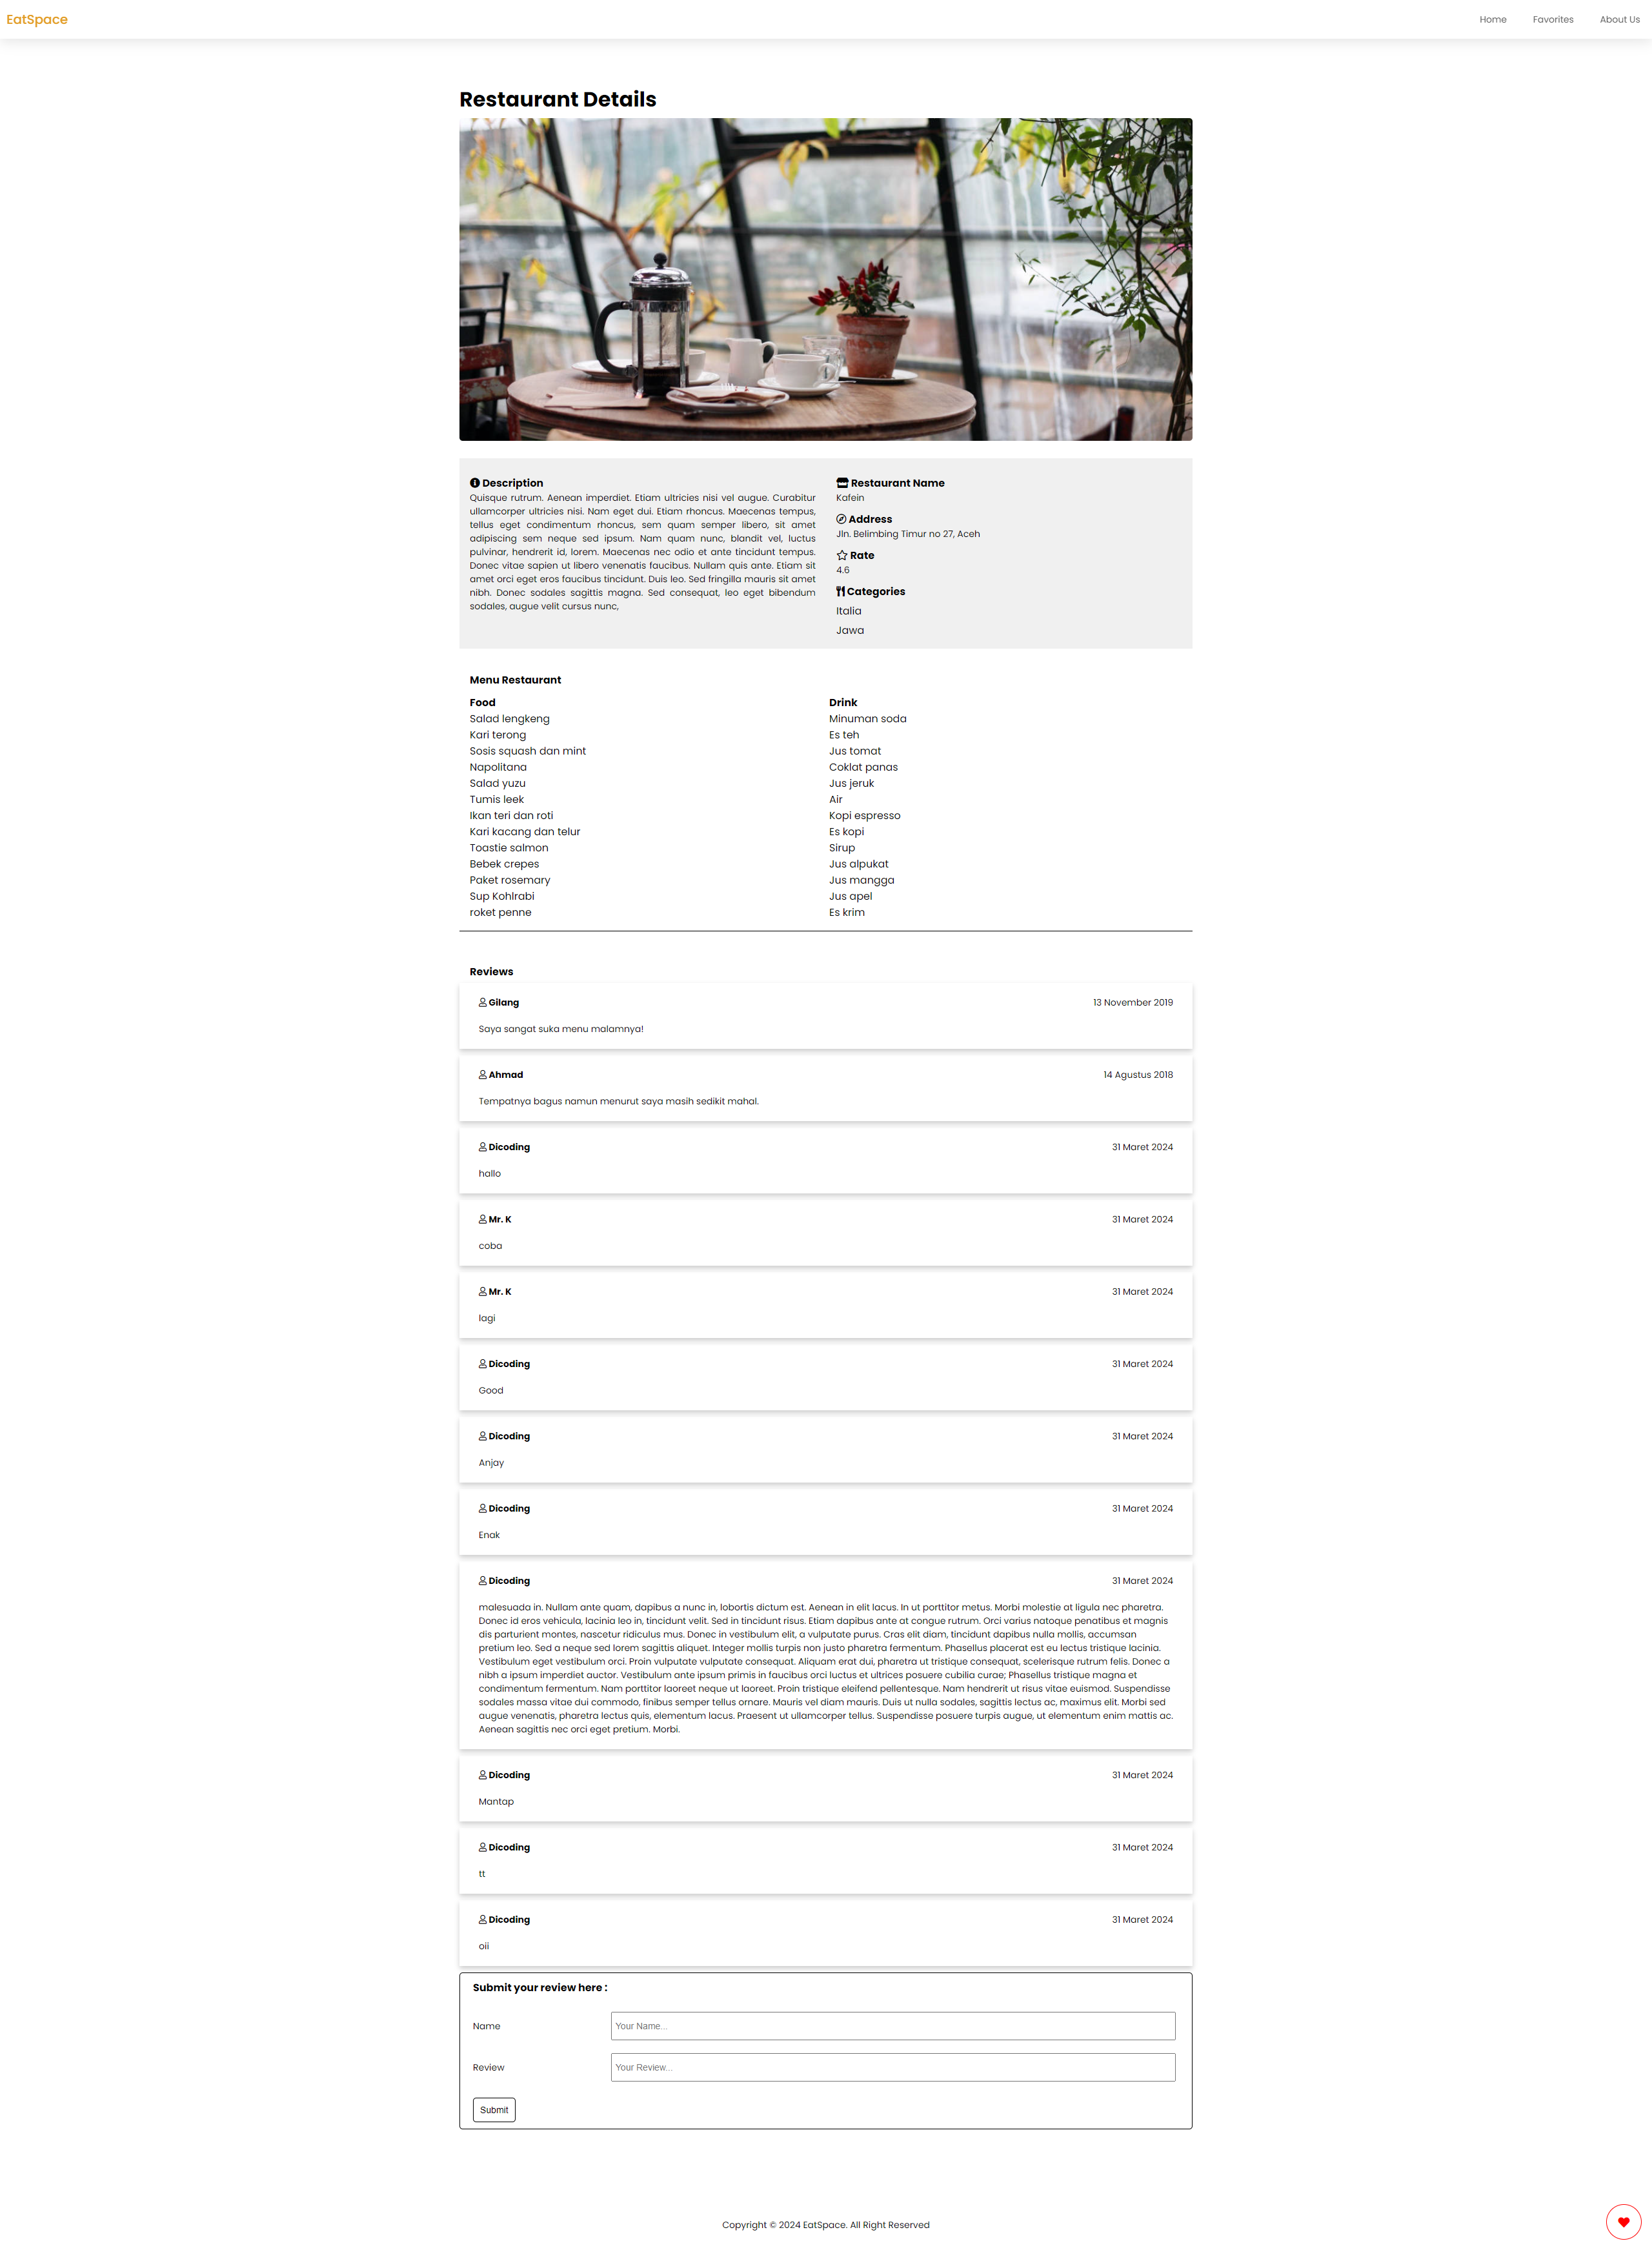 EatSpace
Home
Favorites
About Us
Restaurant Details
Description
Quisque rutrum. Aenean imperdiet. Etiam ultricies nisi vel augue. Curabitur
ullamcorper ultricies nisi. Nam eget dui. Etiam rhoncus. Maecenas tempus,
tellus eget condimentum rhoncus, sem quam semper libero, sit amet
adipiscing sem neque sed ipsum. Nam quam nunc, blandit vel, luctus
pulvinar, hendrerit id, lorem. Maecenas nec odio et ante tincidunt tempus.
Donec vitae sapien ut libero venenatis faucibus. Nullam quis ante. Etiam sit
amet orci eget eros faucibus tincidunt. Duis leo. Sed fringilla mauris sit amet
nibh. Donec sodales sagittis magna. Sed consequat, leo eget bibendum
sodales, augue velit cursus nunc,
Restaurant Name
Kafein
Address
Jln. Belimbing Timur no 27, Aceh
Rate
4.6
Categories
Italia
Jawa
Menu Restaurant
Food
Salad lengkeng
Kari terong
Sosis squash dan mint
Napolitana
Salad yuzu
Tumis leek
Ikan teri dan roti
Kari kacang dan telur
Toastie salmon
Bebek crepes
Paket rosemary
Sup Kohlrabi
roket penne
Drink
Minuman soda
Es teh
Jus tomat
Coklat panas
Jus jeruk
Air
Kopi espresso
Es kopi
Sirup
Jus alpukat
Jus mangga
Jus apel
Es krim
Reviews
Gilang
13 November 2019
Saya sangat suka menu malamnya!
Ahmad
14 Agustus 2018
Tempatnya bagus namun menurut saya masih sedikit mahal.
Dicoding
31 Maret 2024
hallo
Mr. K
31 Maret 2024
coba
Mr. K
31 Maret 2024
lagi
Dicoding
31 Maret 2024
Good
Dicoding
31 Maret 2024
Anjay
Dicoding
31 Maret 2024
Enak
Dicoding
31 Maret 2024
malesuada in. Nullam ante quam, dapibus a nunc in, lobortis dictum est. Aenean in elit lacus. In ut porttitor metus. Morbi molestie at ligula nec pharetra.
Donec id eros vehicula, lacinia leo in, tincidunt velit. Sed in tincidunt risus. Etiam dapibus ante at congue rutrum. Orci varius natoque penatibus et magnis
dis parturient montes, nascetur ridiculus mus. Donec in vestibulum elit, a vulputate purus. Cras elit diam, tincidunt dapibus nulla mollis, accumsan
pretium leo. Sed a neque sed lorem sagittis aliquet. Integer mollis turpis non justo pharetra fermentum. Phasellus placerat est eu lectus tristique lacinia.
Vestibulum eget vestibulum orci. Proin vulputate vulputate consequat. Aliquam erat dui, pharetra ut tristique consequat, scelerisque rutrum felis. Donec a
nibh a ipsum imperdiet auctor. Vestibulum ante ipsum primis in faucibus orci luctus et ultrices posuere cubilia curae; Phasellus tristique magna et
condimentum fermentum. Nam porttitor laoreet neque ut laoreet. Proin tristique eleifend pellentesque. Nam hendrerit ut risus vitae euismod. Suspendisse
sodales massa vitae dui commodo, finibus semper tellus ornare. Mauris vel diam mauris. Duis ut nulla sodales, sagittis lectus ac, maximus elit. Morbi sed
augue venenatis, pharetra lectus quis, elementum lacus. Praesent ut ullamcorper tellus. Suspendisse posuere turpis augue, ut elementum enim mattis ac.
Aenean sagittis nec orci eget pretium. Morbi.
Dicoding
31 Maret 2024
Mantap
Dicoding
31 Maret 2024
tt
Dicoding
31 Maret 2024
oii
Submit your review here :
Name
Your Name...
Review
Your Review...
Submit
Copyright © 2024 EatSpace. All Right Reserved